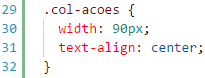 29 .col-acoes {
30 width: 90px;
31 text-align: center;
32 }